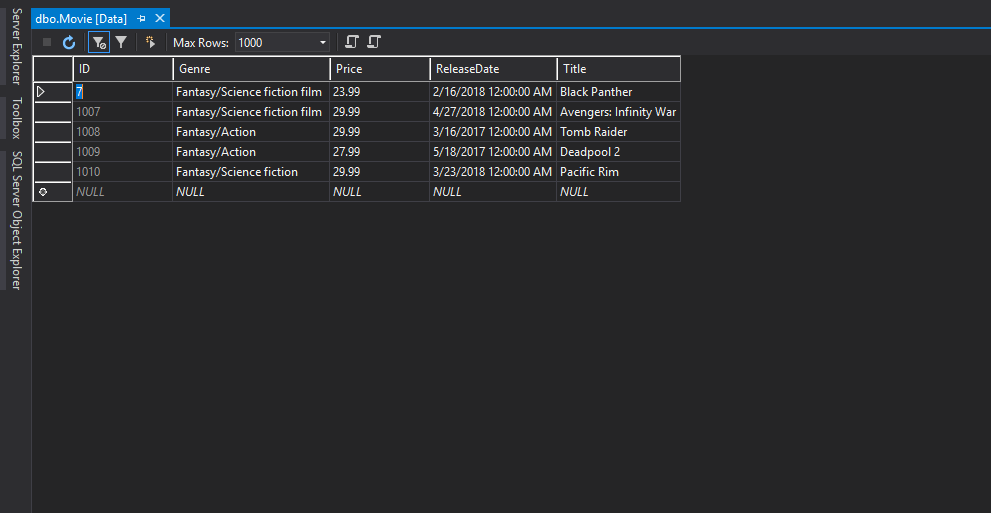 dbo.Movie [Data]
Server Explorer
Toolbox
SQL Server Object Explorer
Max Rows: 1000
ID Genre Price ReleaseDate Title
7 Fantasy/Science fiction film 23.99 2/16/2018 12:00:00 AM Black Panther
1007 Fantasy/Science fiction film 29.99 4/27/2018 12:00:00 AM Avengers: Infinity War
1008 Fantasy/Action 29.99 3/16/2017 12:00:00 AM Tomb Raider
1009 Fantasy/Action 27.99 5/18/2017 12:00:00 AM Deadpool 2
1010 Fantasy/Science fiction 29.99 3/23/2018 12:00:00 AM Pacific Rim
NULL NULL NULL NULL NULL